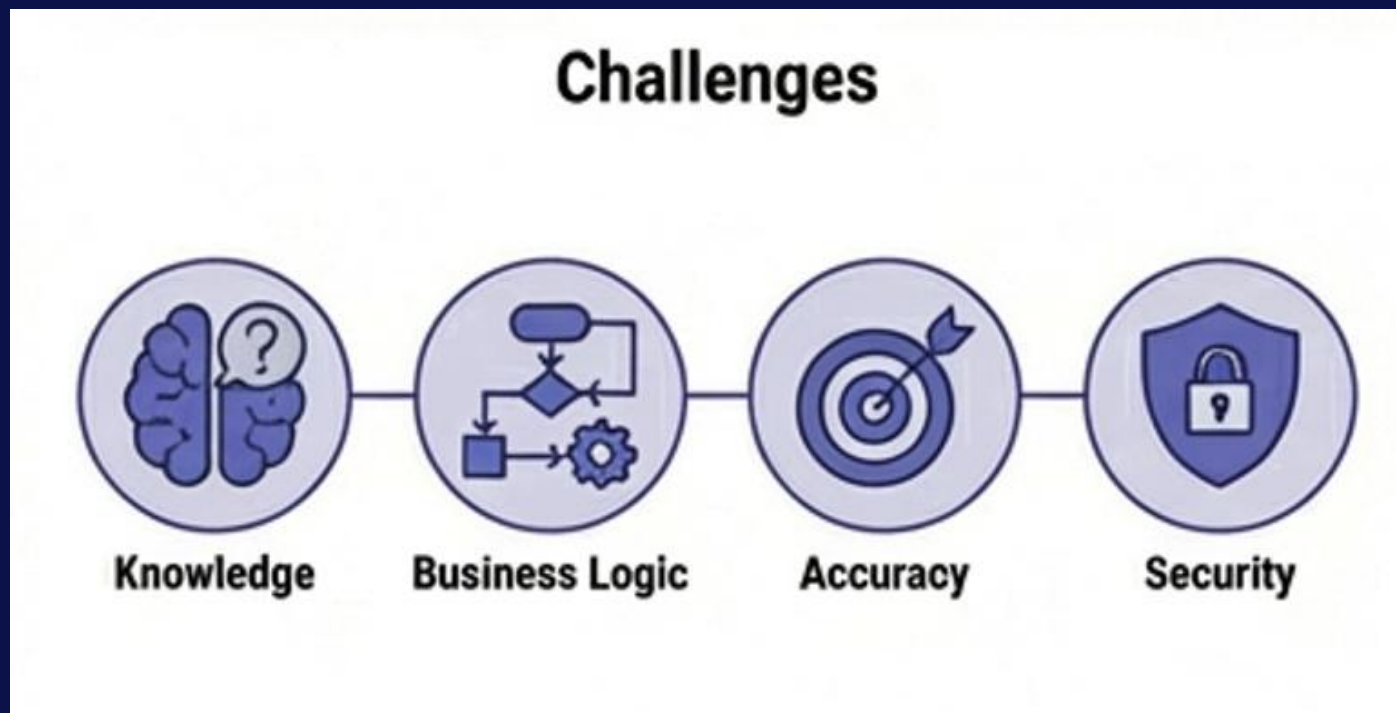 Challenges
?
Knowledge
Business Logic
Accuracy
Security